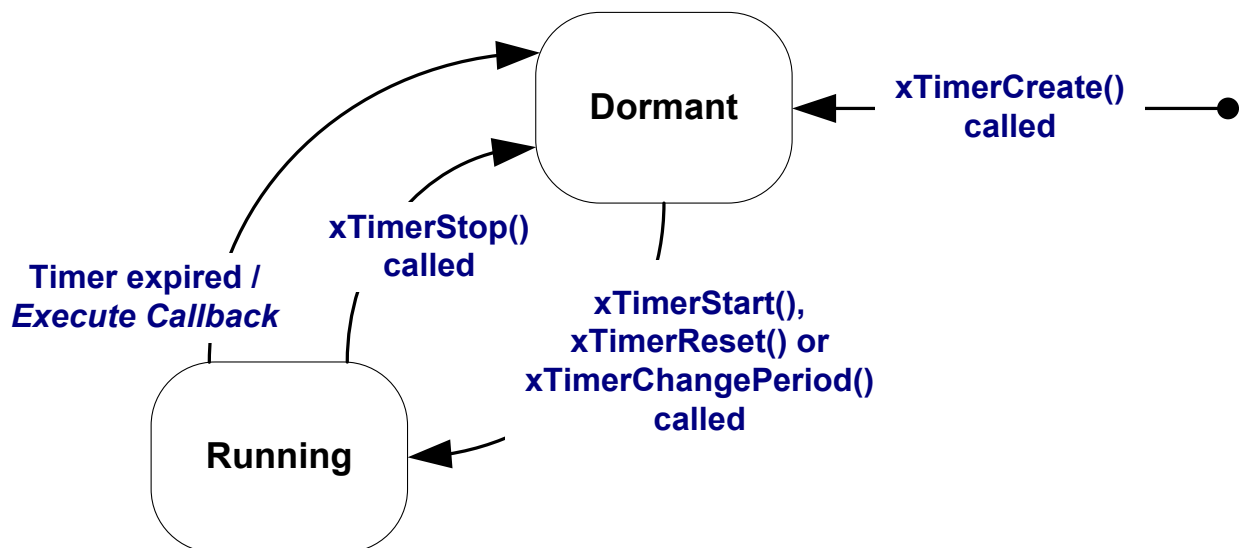 Dormant
xTimerCreate()
called
xTimerStop()
called
Timer expired /
Execute Callback
xTimerStart(),
xTimerReset() or
xTimerChangePeriod()
called
Running